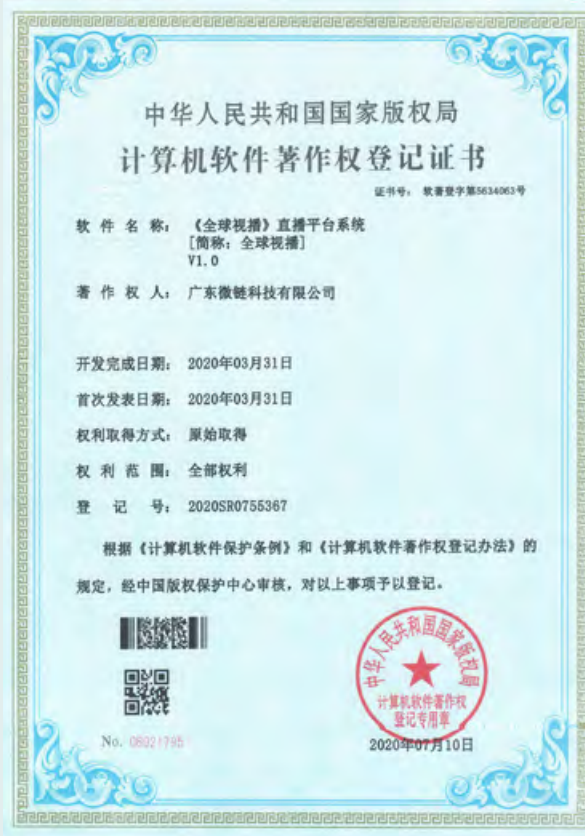 中华人民共和国国家版权局
计算机软件著作权登记证书
证书号： 软著登字第5634063号
软件名称： 《全球视播》直播平台系统
[简称：全球视播]
V1.0
著作权人： 广东微链科技有限公司
开发完成日期： 2020年03月31日
首次发表日期： 2020年03月31日
权利取得方式： 原始取得
权利范围： 全部权利
登记号： 2020SR0755367
根据《计算机软件保护条例》和《计算机软件著作权登记办法》的
规定，经中国版权保护中心审核，对以上事项予以登记。
中华人民共和国国家版权局
计算机软件著作权
登记专用章
No. 06021795
2020年07月10日